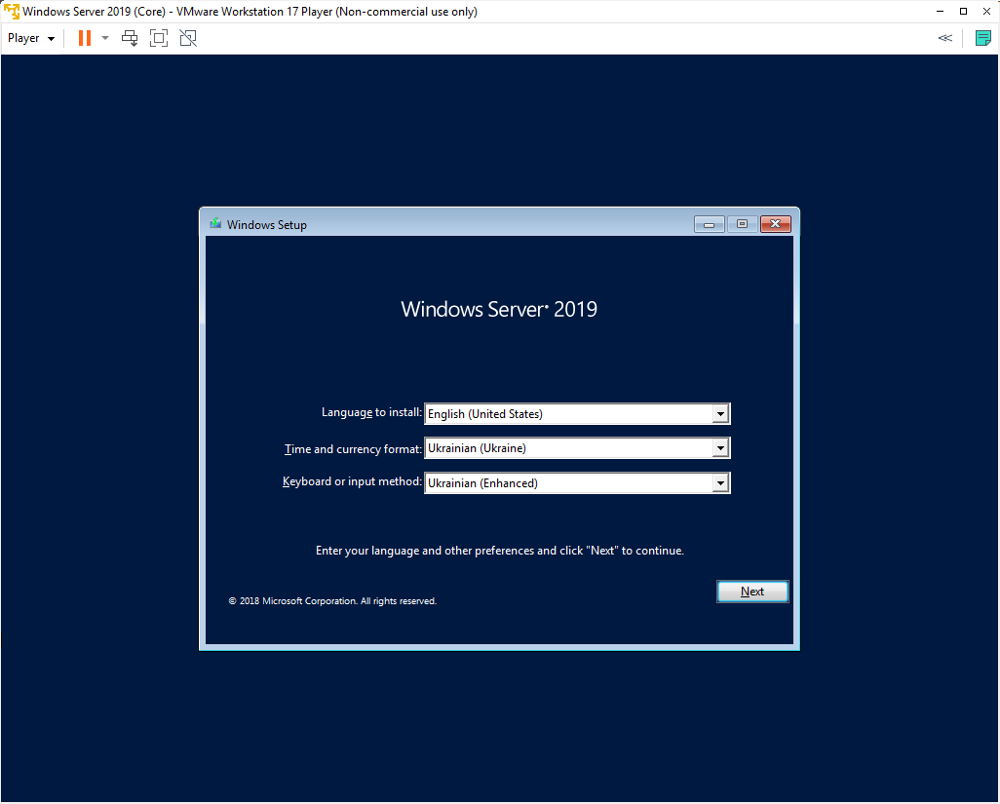 Windows Server 2019 (Core) - VMware Workstation 17 Player (Non-commercial use only)
Player
Windows Setup
Windows Server® 2019
Language to install: English (United States)
Time and currency format: Ukrainian (Ukraine)
Keyboard or input method: Ukrainian (Enhanced)
Enter your language and other preferences and click "Next" to continue.
Next
© 2018 Microsoft Corporation. All rights reserved.